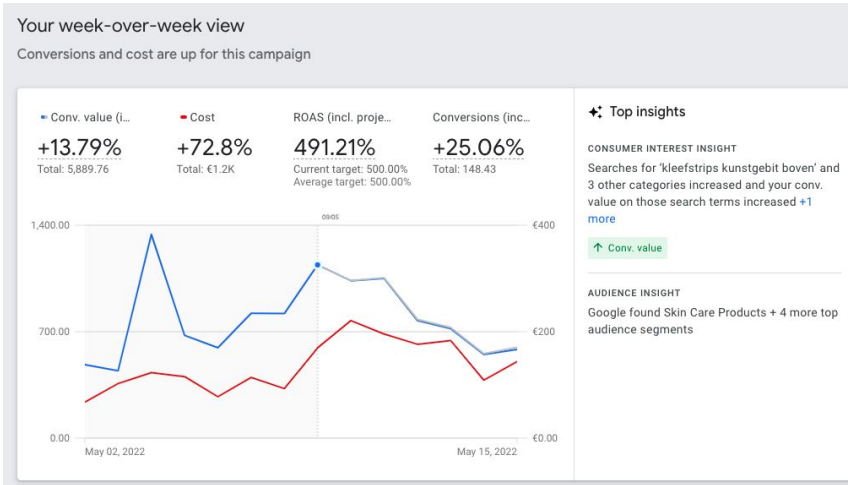 Your week-over-week view
Conversions and cost are up for this campaign
Conv. value (i...
+13.79%
Total: 5,889.76
Cost
+72.8%
Total: €1.2K
ROAS (incl. proje...
491.21%
Current target: 500.00%
Average target: 500.00%
Conversions (inc...
+25.06%
Total: 148.43
1,400.00
700.00
0.00
€400
€200
€0.00
May 02, 2022
May 15, 2022
Top insights
CONSUMER INTEREST INSIGHT
Searches for 'kleefstrips kunstgebit boven' and
3 other categories increased and your conv.
value on those search terms increased +1
more
Conv. value
AUDIENCE INSIGHT
Google found Skin Care Products + 4 more top
audience segments